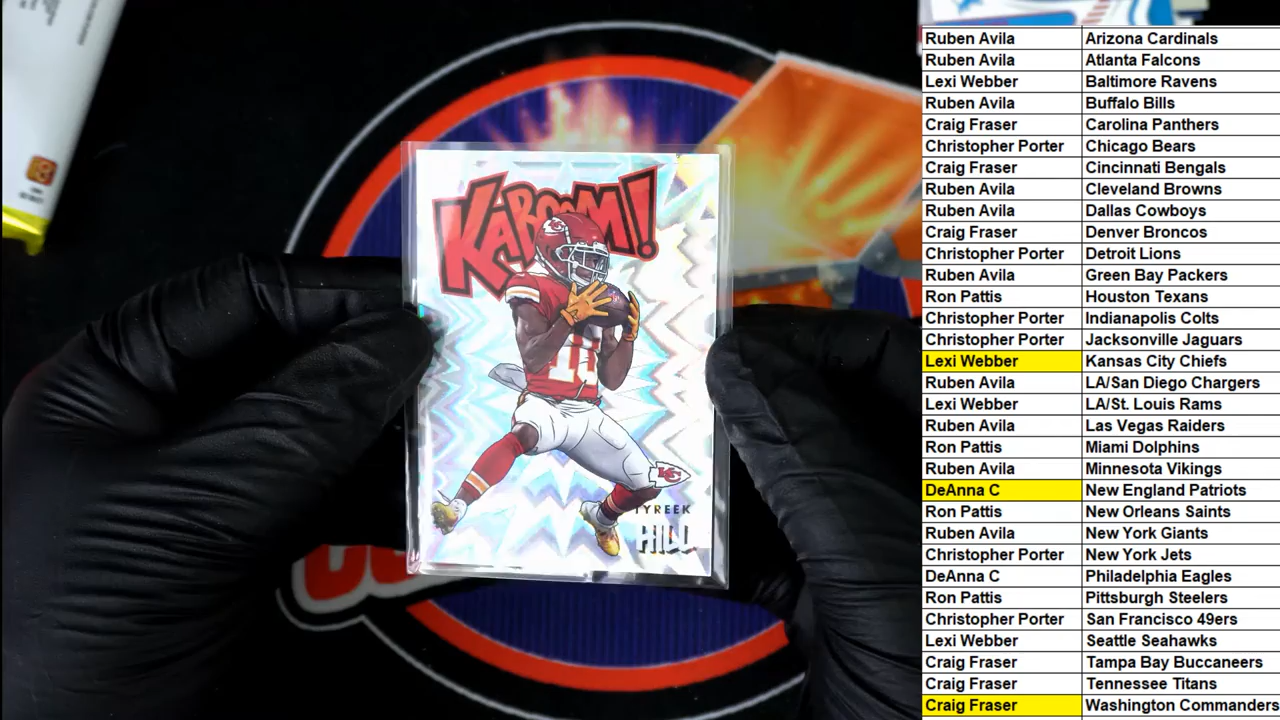 KABOOM!
10
KC
TYREEK
HILL
Ruben Avila Arizona Cardinals
Ruben Avila Atlanta Falcons
Lexi Webber Baltimore Ravens
Ruben Avila Buffalo Bills
Craig Fraser Carolina Panthers
Christopher Porter Chicago Bears
Craig Fraser Cincinnati Bengals
Ruben Avila Cleveland Browns
Ruben Avila Dallas Cowboys
Craig Fraser Denver Broncos
Christopher Porter Detroit Lions
Ruben Avila Green Bay Packers
Ron Pattis Houston Texans
Christopher Porter Indianapolis Colts
Christopher Porter Jacksonville Jaguars
Lexi Webber Kansas City Chiefs
Ruben Avila LA/San Diego Chargers
Lexi Webber LA/St. Louis Rams
Ruben Avila Las Vegas Raiders
Ron Pattis Miami Dolphins
Ruben Avila Minnesota Vikings
DeAnna C New England Patriots
Ron Pattis New Orleans Saints
Ruben Avila New York Giants
Christopher Porter New York Jets
DeAnna C Philadelphia Eagles
Ron Pattis Pittsburgh Steelers
Christopher Porter San Francisco 49ers
Lexi Webber Seattle Seahawks
Craig Fraser Tampa Bay Buccaneers
Craig Fraser Tennessee Titans
Craig Fraser Washington Commanders